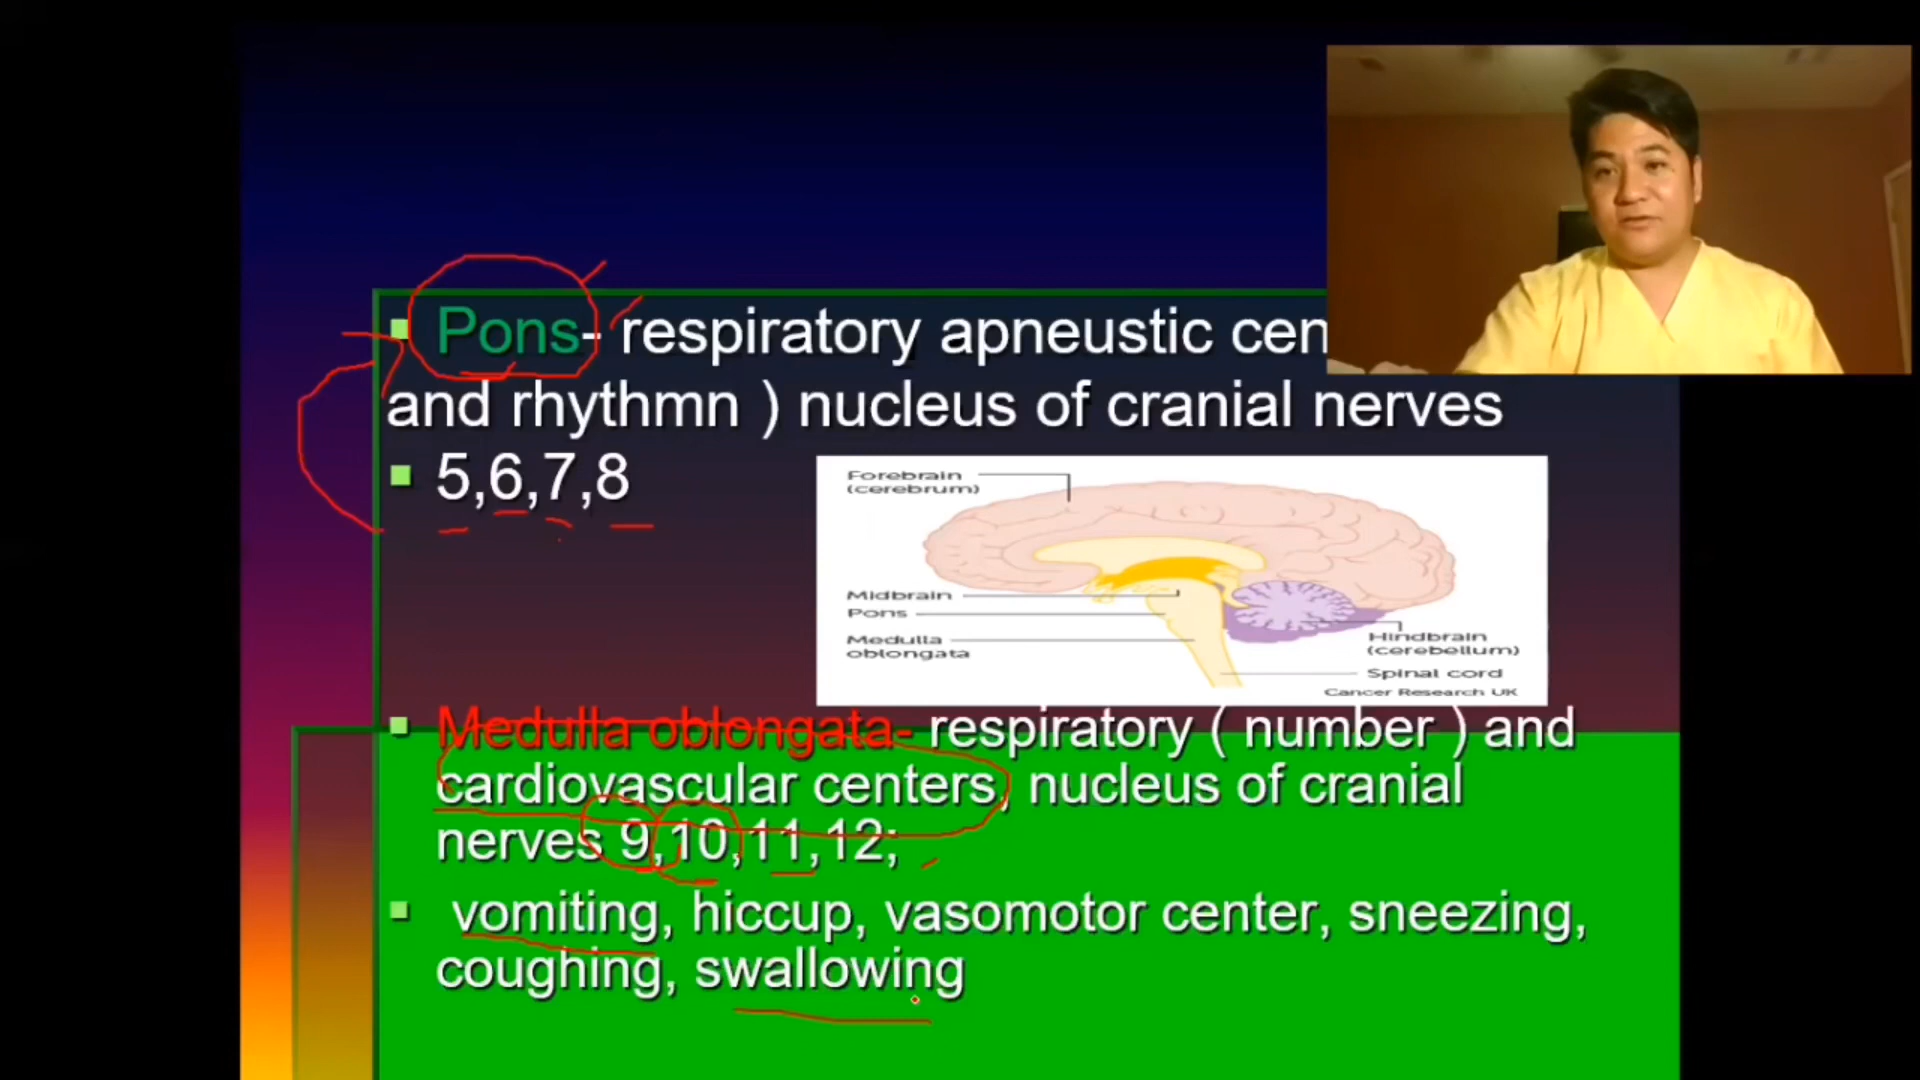 Pons- respiratory apneustic cen
and rhythmn ) nucleus of cranial nerves
5,6,7,8
Forebrain
(cerebrum)
Midbrain
Pons
Medulla
oblongata
Hindbrain
(cerebellum)
Spinal cord
Cancer Research UK
Medulla oblongata- respiratory ( number ) and
cardiovascular centers, nucleus of cranial
nerves 9,10,11,12;
vomiting, hiccup, vasomotor center, sneezing,
coughing, swallowing